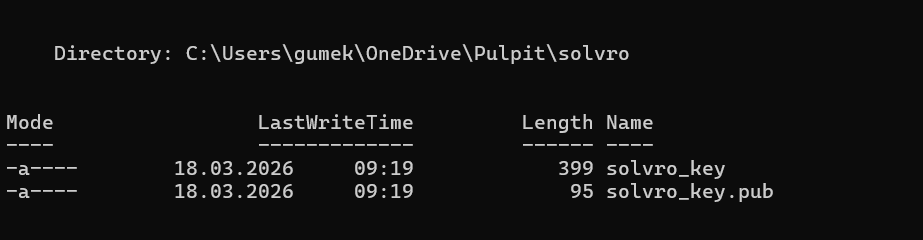 Directory: C:\Users\gumek\OneDrive\Pulpit\solvro
Mode LastWriteTime Length Name
---- ------------- ------ ----
-a---- 18.03.2026 09:19 399 solvro_key
-a---- 18.03.2026 09:19 95 solvro_key.pub